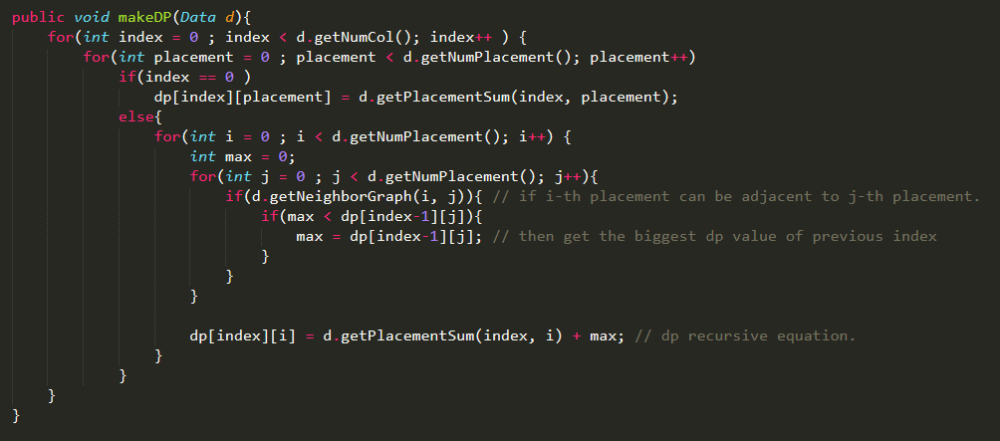 public void makeDP(Data d){
    for(int index = 0 ; index < d.getNumCol(); index++ ) {
        for(int placement = 0 ; placement < d.getNumPlacement(); placement++)
            if(index == 0 )
                dp[index][placement] = d.getPlacementSum(index, placement);
            else{
                for(int i = 0 ; i < d.getNumPlacement(); i++) {
                    int max = 0;
                    for(int j = 0 ; j < d.getNumPlacement(); j++){
                        if(d.getNeighborGraph(i, j)){ // if i-th placement can be adjacent to j-th placement.
                            if(max < dp[index-1][j]){
                                max = dp[index-1][j]; // then get the biggest dp value of previous index
                            }
                        }
                    }

                    dp[index][i] = d.getPlacementSum(index, i) + max; // dp recursive equation.
                }
            }
    }
}